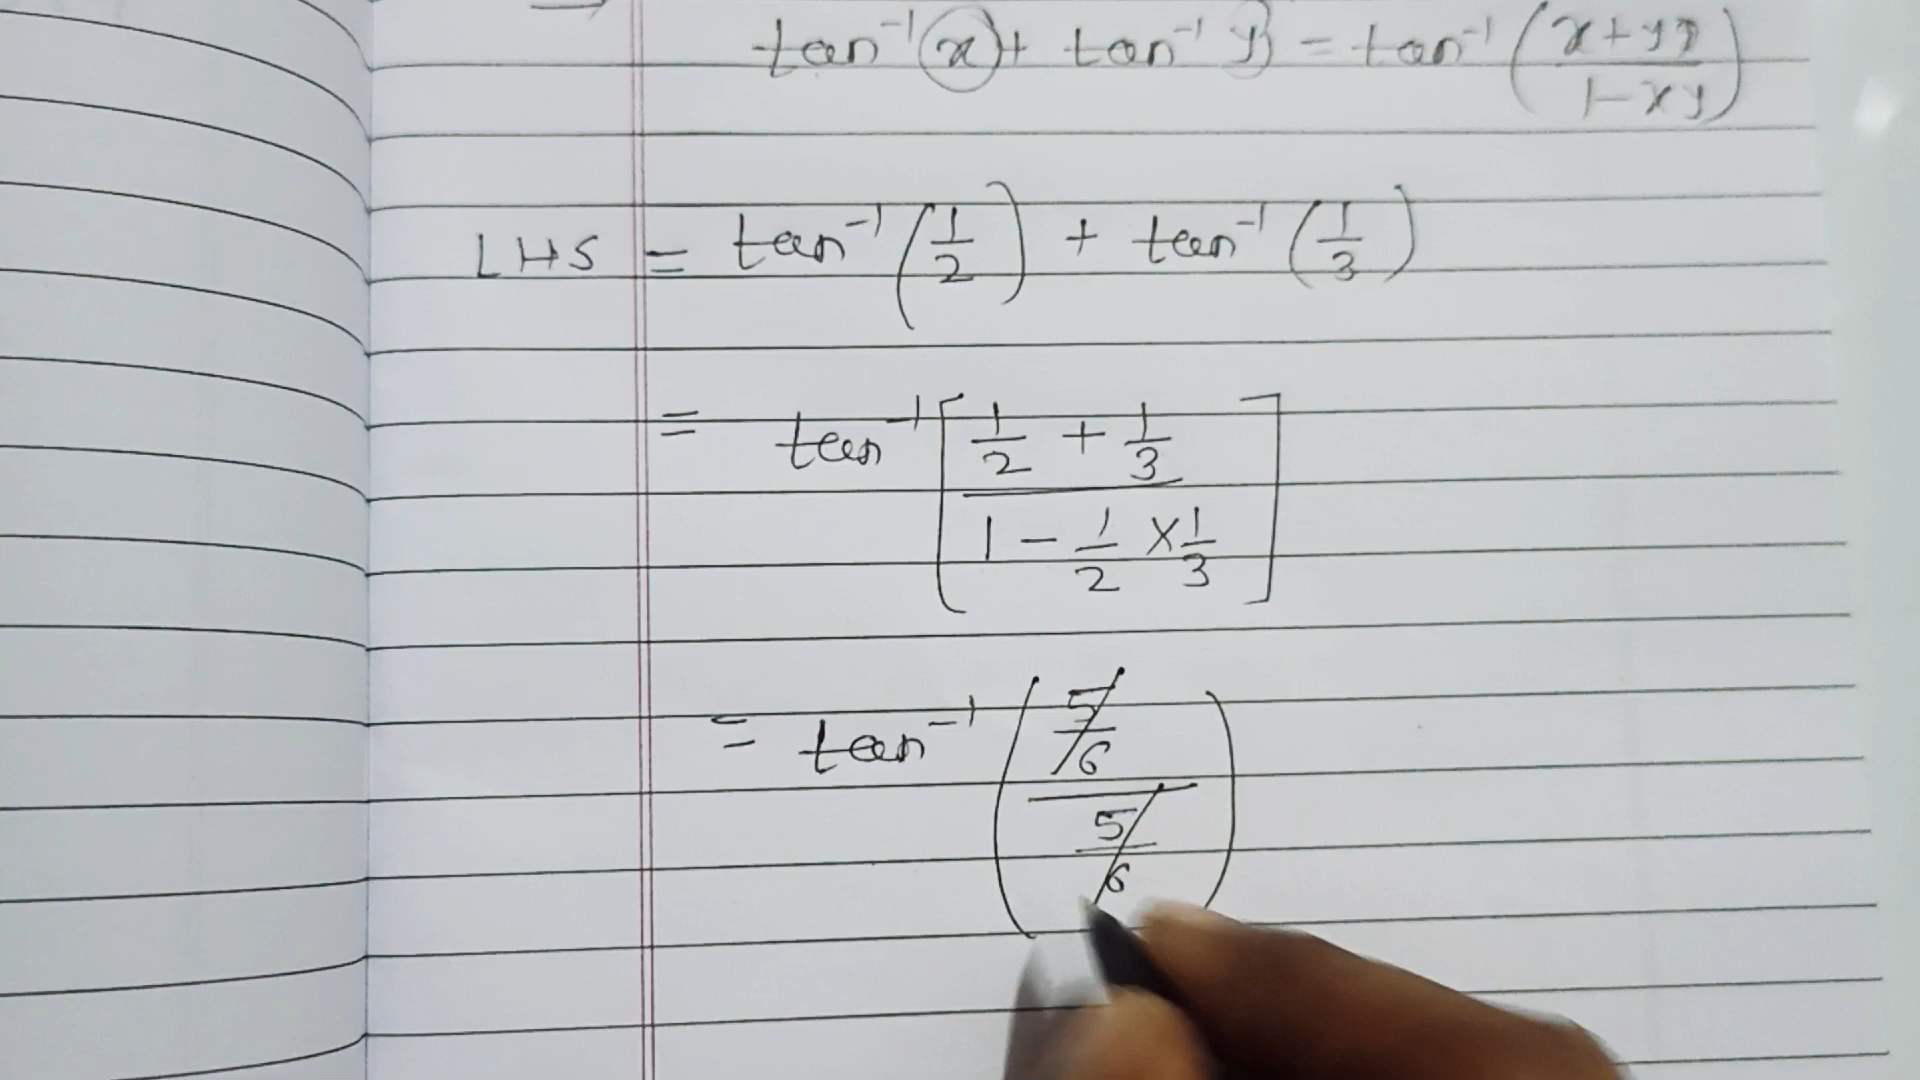 tan⁻¹(x) + tan⁻¹ y) = tan⁻¹ (x+y / 1-xy)
LHS = tan⁻¹ (1/2) + tan⁻¹ (1/3)
= tan⁻¹ [1/2 + 1/3 / 1 - 1/2 × 1/3]
= tan⁻¹ (5/6 / 5/6)